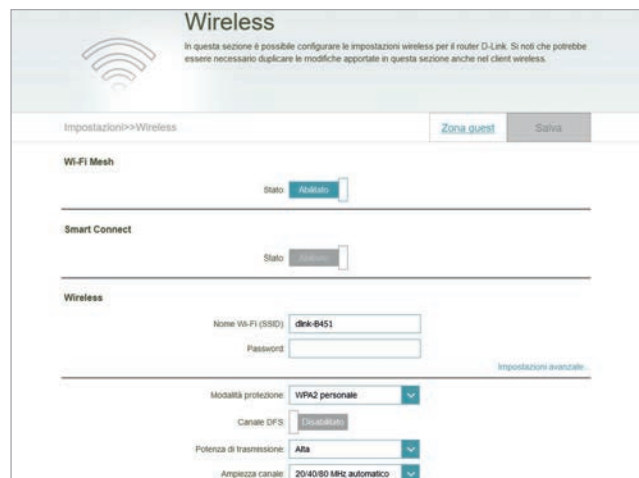 Wireless
In questa sezione è possibile configurare le impostazioni wireless per il router D-Link. Si noti che potrebbe
essere necessario duplicare le modifiche apportate in questa sezione anche nel client wireless.
Impostazioni>>Wireless
Zona guest
Salva
Wi-Fi Mesh
Stato: Abilitato
Smart Connect
Stato: Abilitato
Wireless
Nome Wi-Fi (SSID): dlink-B451
Password:
Impostazioni avanzate...
Modalità protezione: WPA2 personale
Canale DFS: Disabilitato
Potenza di trasmissione: Alta
Ampiezza canale: 20/40/80 MHz automatico